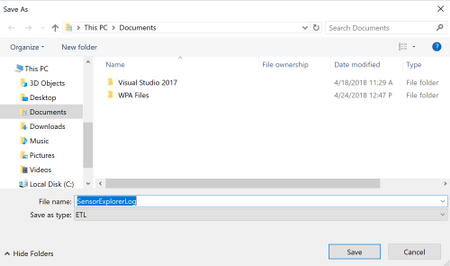 Save As
This PC > Documents
Search Documents
Organize
New folder
?
Name
File ownership
Date modified
Type
This PC
3D Objects
Desktop
Documents
Downloads
Music
Pictures
Videos
Local Disk (C:)
Visual Studio 2017
4/18/2018 11:29 A
File folder
WPA Files
4/24/2018 12:47 P
File folder
File name:
SensorExplorerLog
Save as type:
ETL
Hide Folders
Save
Cancel